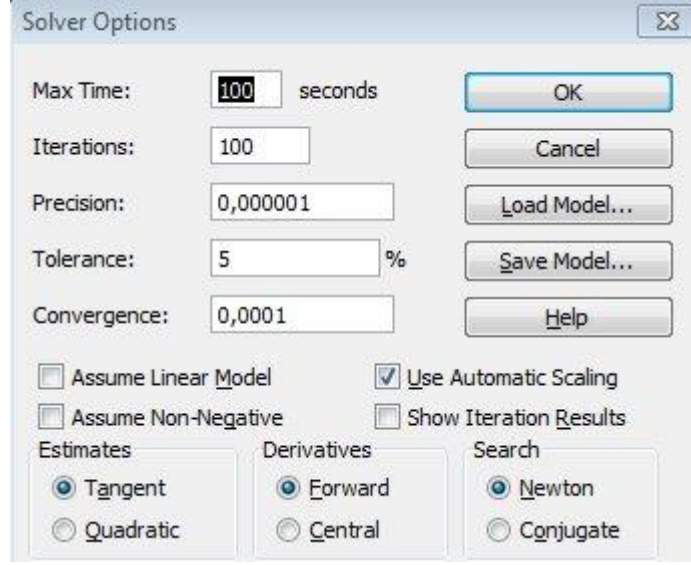 Solver Options
Max Time: 100 seconds OK
Iterations: 100 Cancel
Precision: 0,000001 Load Model...
Tolerance: 5 % Save Model...
Convergence: 0,0001 Help
Assume Linear Model Use Automatic Scaling
Assume Non-Negative Show Iteration Results
Estimates Derivatives Search
Tangent Forward Newton
Quadratic Central Conjugate